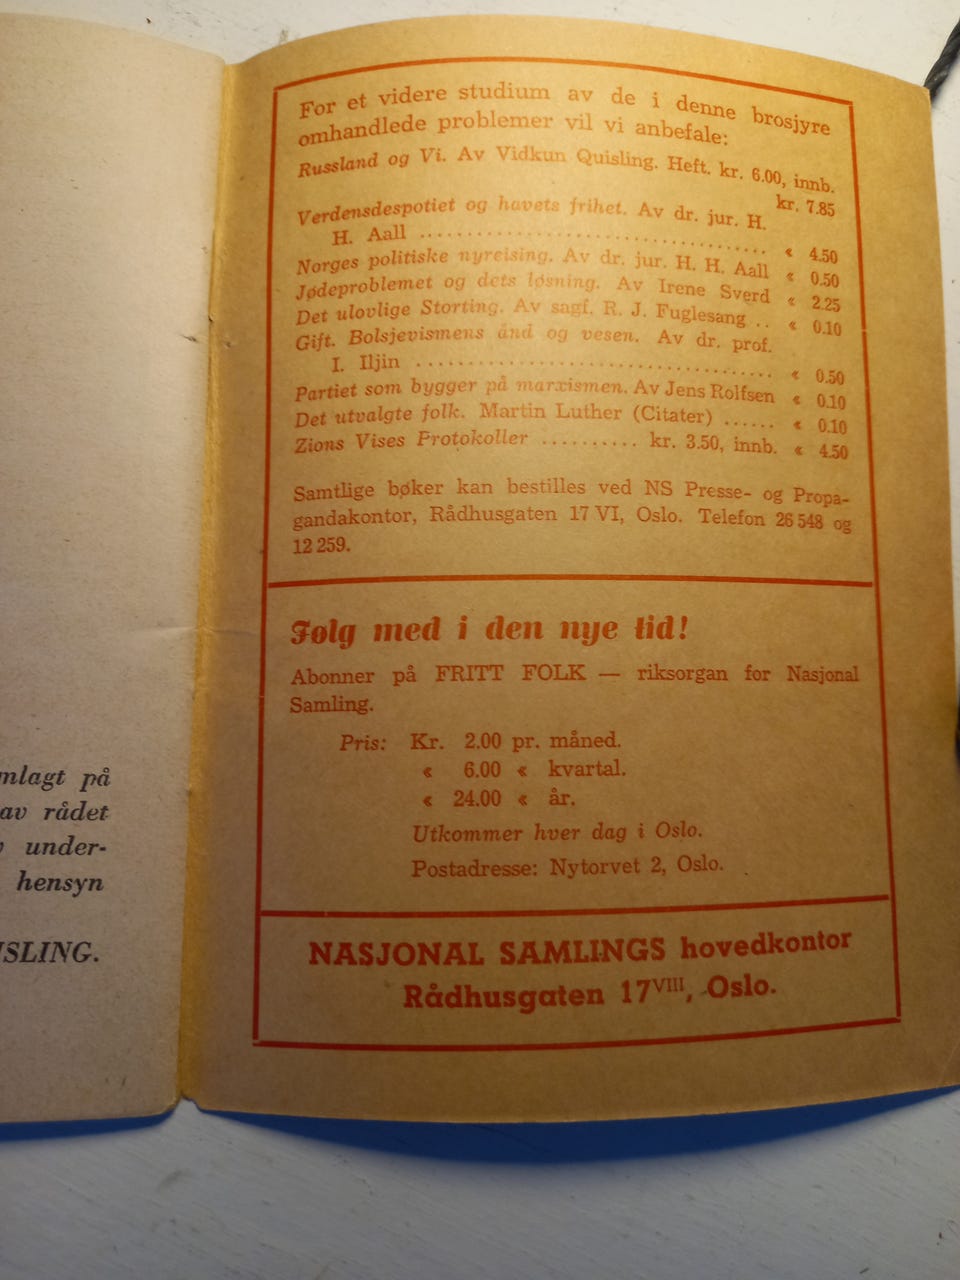 mlagt på
av rådet
under-
hensyn
SLING.
For et videre studium av de i denne brosjyre
omhandlede problemer vil vi anbefale:
Russland og Vi. Av Vidkun Quisling. Heft. kr. 6.00, innb.
kr. 7.85
Verdensdespotiet og havets frihet. Av dr. jur. H.
H. Aall .................................... « 4.50
Norges politiske nyreising. Av dr. jur. H. H. Aall « 0.50
Jødeproblemet og dets løsning. Av Irene Sverd « 2.25
Det ulovlige Storting. Av sagf. R. J. Fuglesang .. « 0.10
Gift. Bolsjevismens ånd og vesen. Av dr. prof.
I. Iljin ..................................... « 0.50
Partiet som bygger på marxismen. Av Jens Rolfsen « 0.10
Det utvalgte folk. Martin Luther (Citater) ...... « 0.10
Zions Vises Protokoller .......... kr. 3.50, innb. « 4.50
Samtlige bøker kan bestilles ved NS Presse- og Propa-
gandakontor, Rådhusgaten 17 VI, Oslo. Telefon 26 548 og
12 259.
Følg med i den nye tid!
Abonner på FRITT FOLK — riksorgan for Nasjonal
Samling.
Pris: Kr. 2.00 pr. måned.
« 6.00 « kvartal.
« 24.00 « år.
Utkommer hver dag i Oslo.
Postadresse: Nytorvet 2, Oslo.
NASJONAL SAMLINGS hovedkontor
Rådhusgaten 17VIII, Oslo.